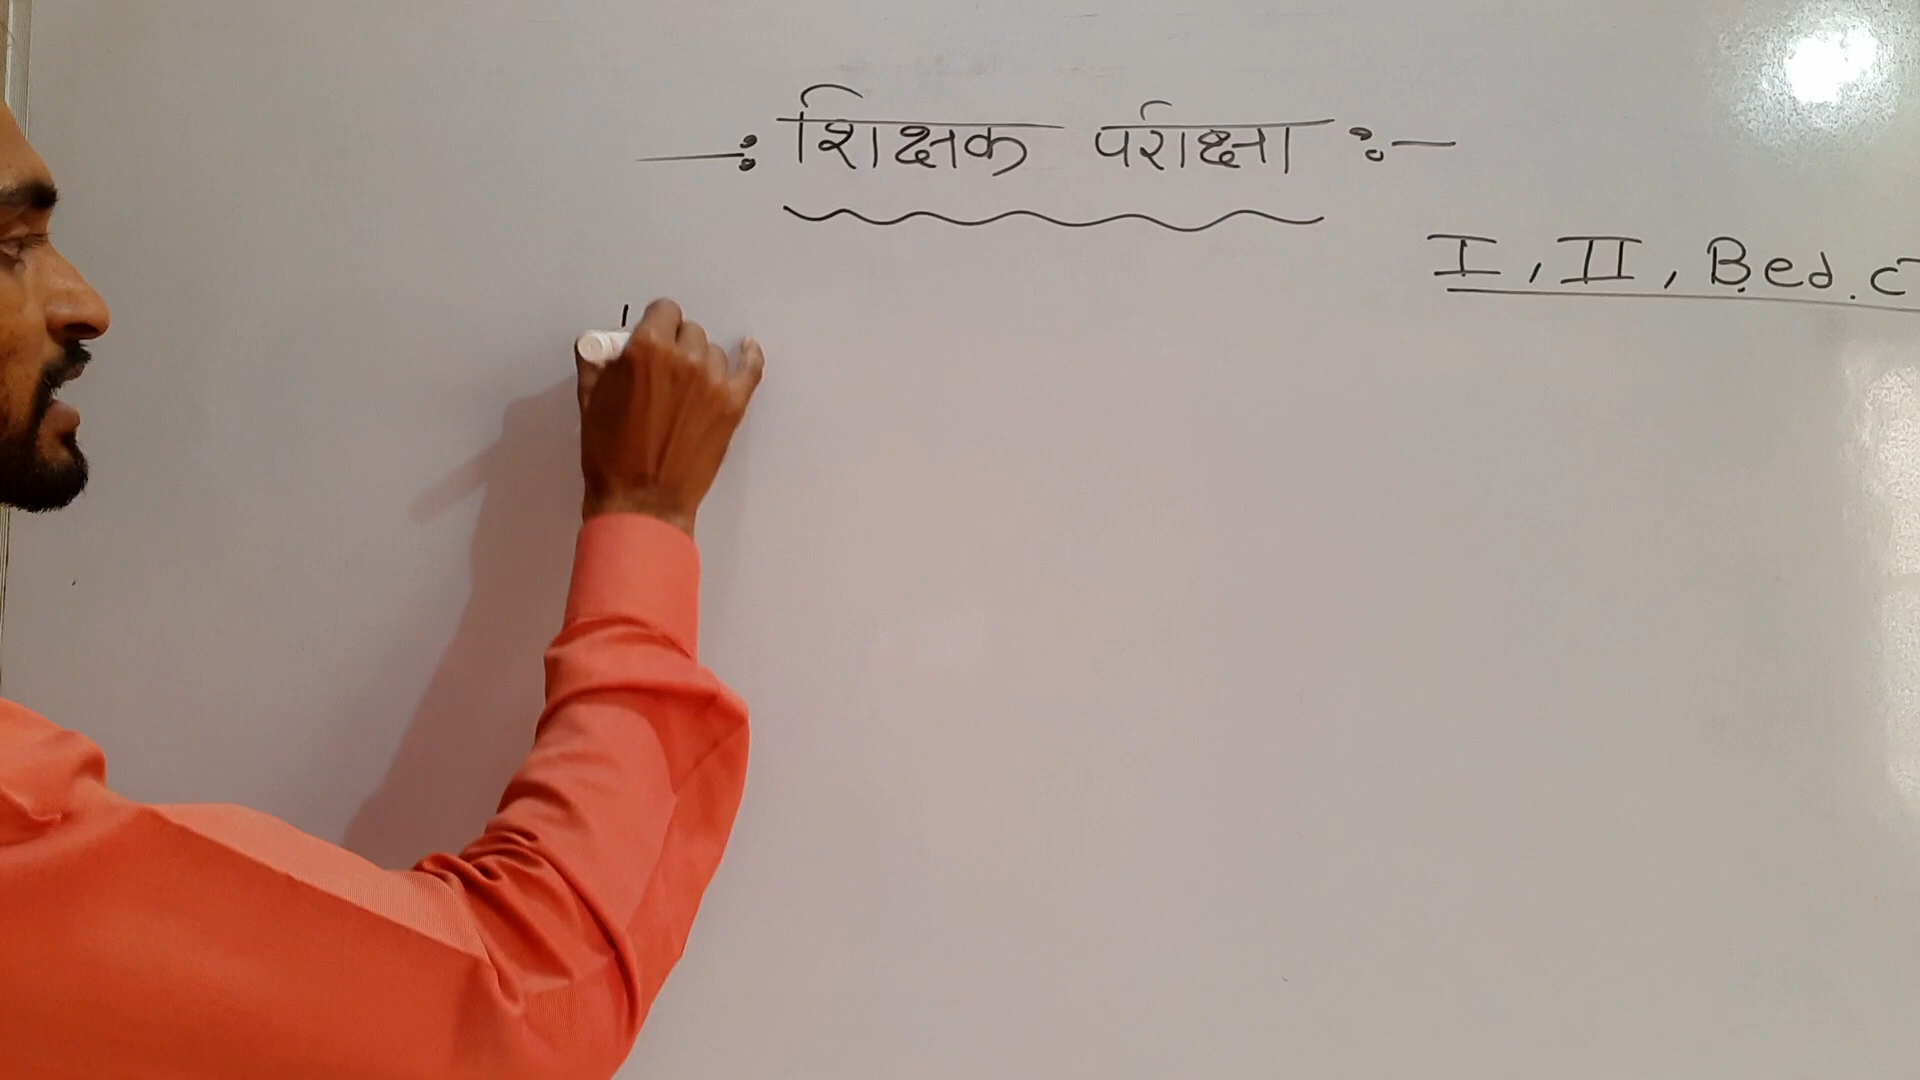 —: शिक्षक परीक्षा :—
I, II, B.ed. C